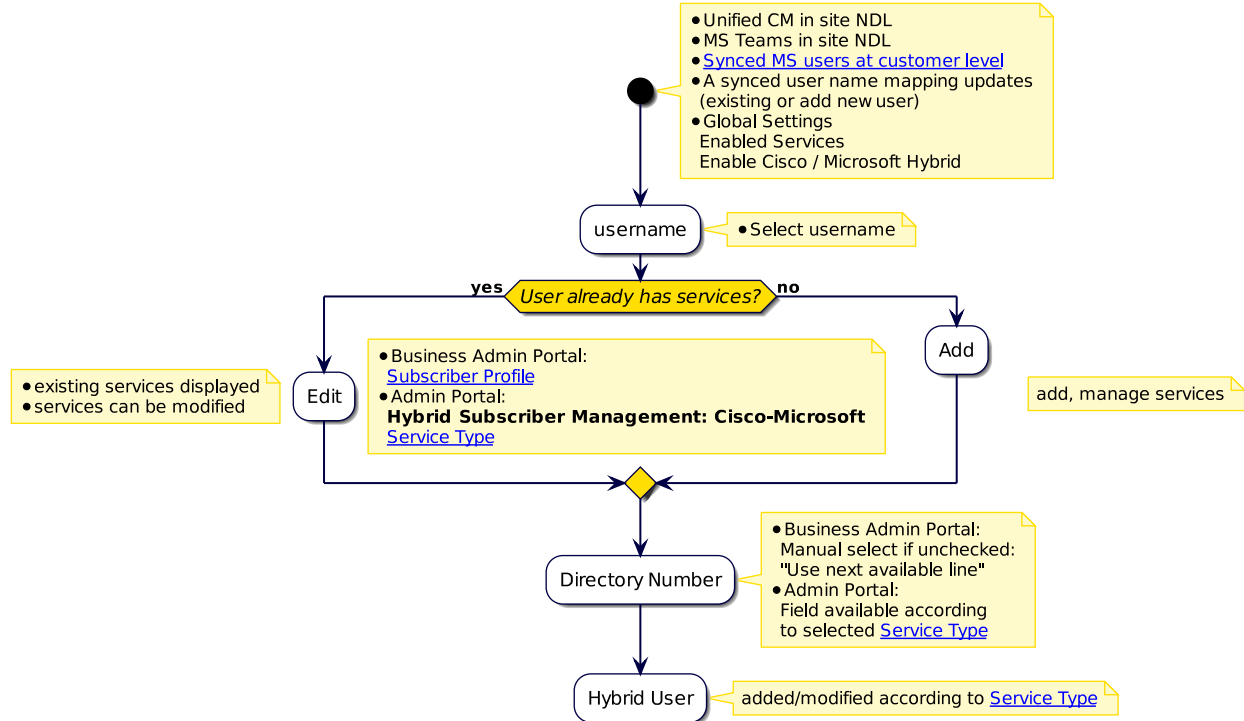 ● Unified CM in site NDL
● MS Teams in site NDL
● Synced MS users at customer level
● A synced user name mapping updates
(existing or add new user)
● Global Settings
Enabled Services
Enable Cisco / Microsoft Hybrid
username
● Select username
yes
User already has services?
no
● existing services displayed
● services can be modified
Edit
● Business Admin Portal:
Subscriber Profile
● Admin Portal:
Hybrid Subscriber Management: Cisco-Microsoft
Service Type
Add
add, manage services
Directory Number
● Business Admin Portal:
Manual select if unchecked:
"Use next available line"
● Admin Portal:
Field available according
to selected Service Type
Hybrid User
added/modified according to Service Type